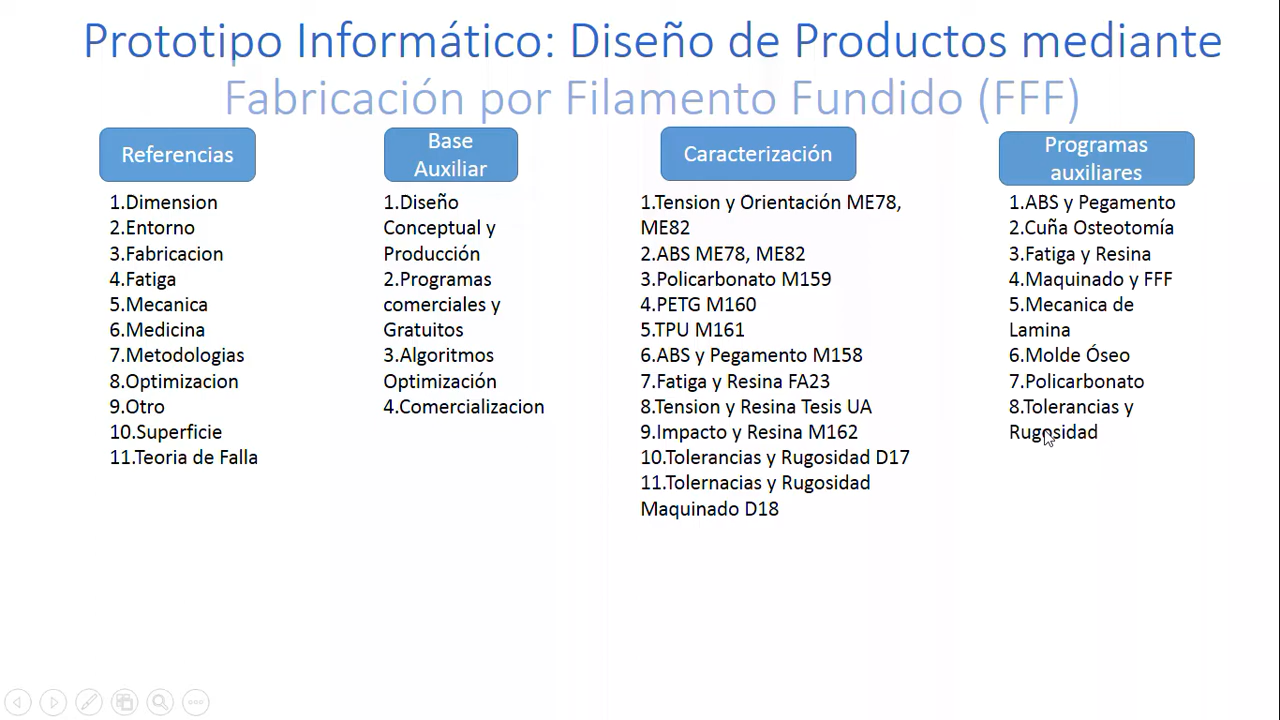 Prototipo Informático: Diseño de Productos mediante
Fabricación por Filamento Fundido (FFF)
Referencias
1.Dimension
2.Entorno
3.Fabricacion
4.Fatiga
5.Mecanica
6.Medicina
7.Metodologias
8.Optimizacion
9.Otro
10.Superficie
11.Teoria de Falla
Base
Auxiliar
1.Diseño
Conceptual y
Producción
2.Programas
comerciales y
Gratuitos
3.Algoritmos
Optimización
4.Comercializacion
Caracterización
1.Tension y Orientación ME78,
ME82
2.ABS ME78, ME82
3.Policarbonato M159
4.PETG M160
5.TPU M161
6.ABS y Pegamento M158
7.Fatiga y Resina FA23
8.Tension y Resina Tesis UA
9.Impacto y Resina M162
10.Tolerancias y Rugosidad D17
11.Tolernacias y Rugosidad
Maquinado D18
Programas
auxiliares
1.ABS y Pegamento
2.Cuña Osteotomía
3.Fatiga y Resina
4.Maquinado y FFF
5.Mecanica de
Lamina
6.Molde Óseo
7.Policarbonato
8.Tolerancias y
Rugosidad